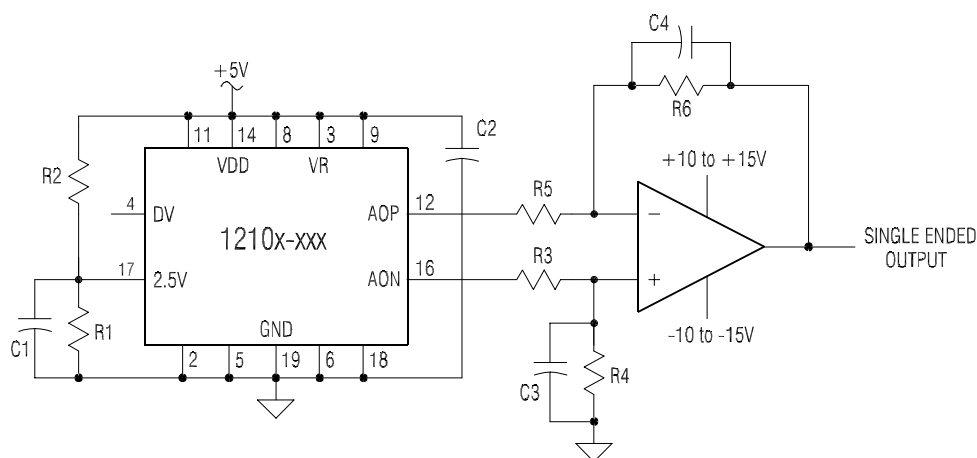 C4
+5V
R6
C2
11 14 8 3 9
VDD VR
+10 to +15V
R2
R5
4 DV
AOP 12
−
1210x-xxx
SINGLE ENDED
OUTPUT
R3
17 2.5V
AON 16
+
GND
R1
C1
-10 to -15V
2 5 19 6 18
C3
R4